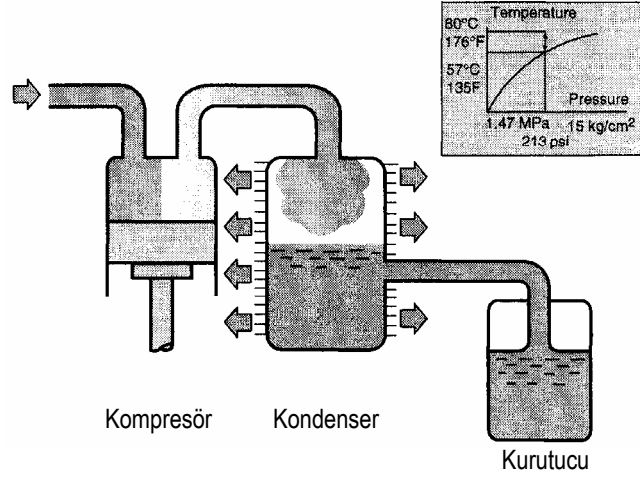 Temperature
80°C
176°F
57°C
135F
Pressure
1,47 MPa 15 kg/cm²
213 psi
Kompresör
Kondenser
Kurutucu